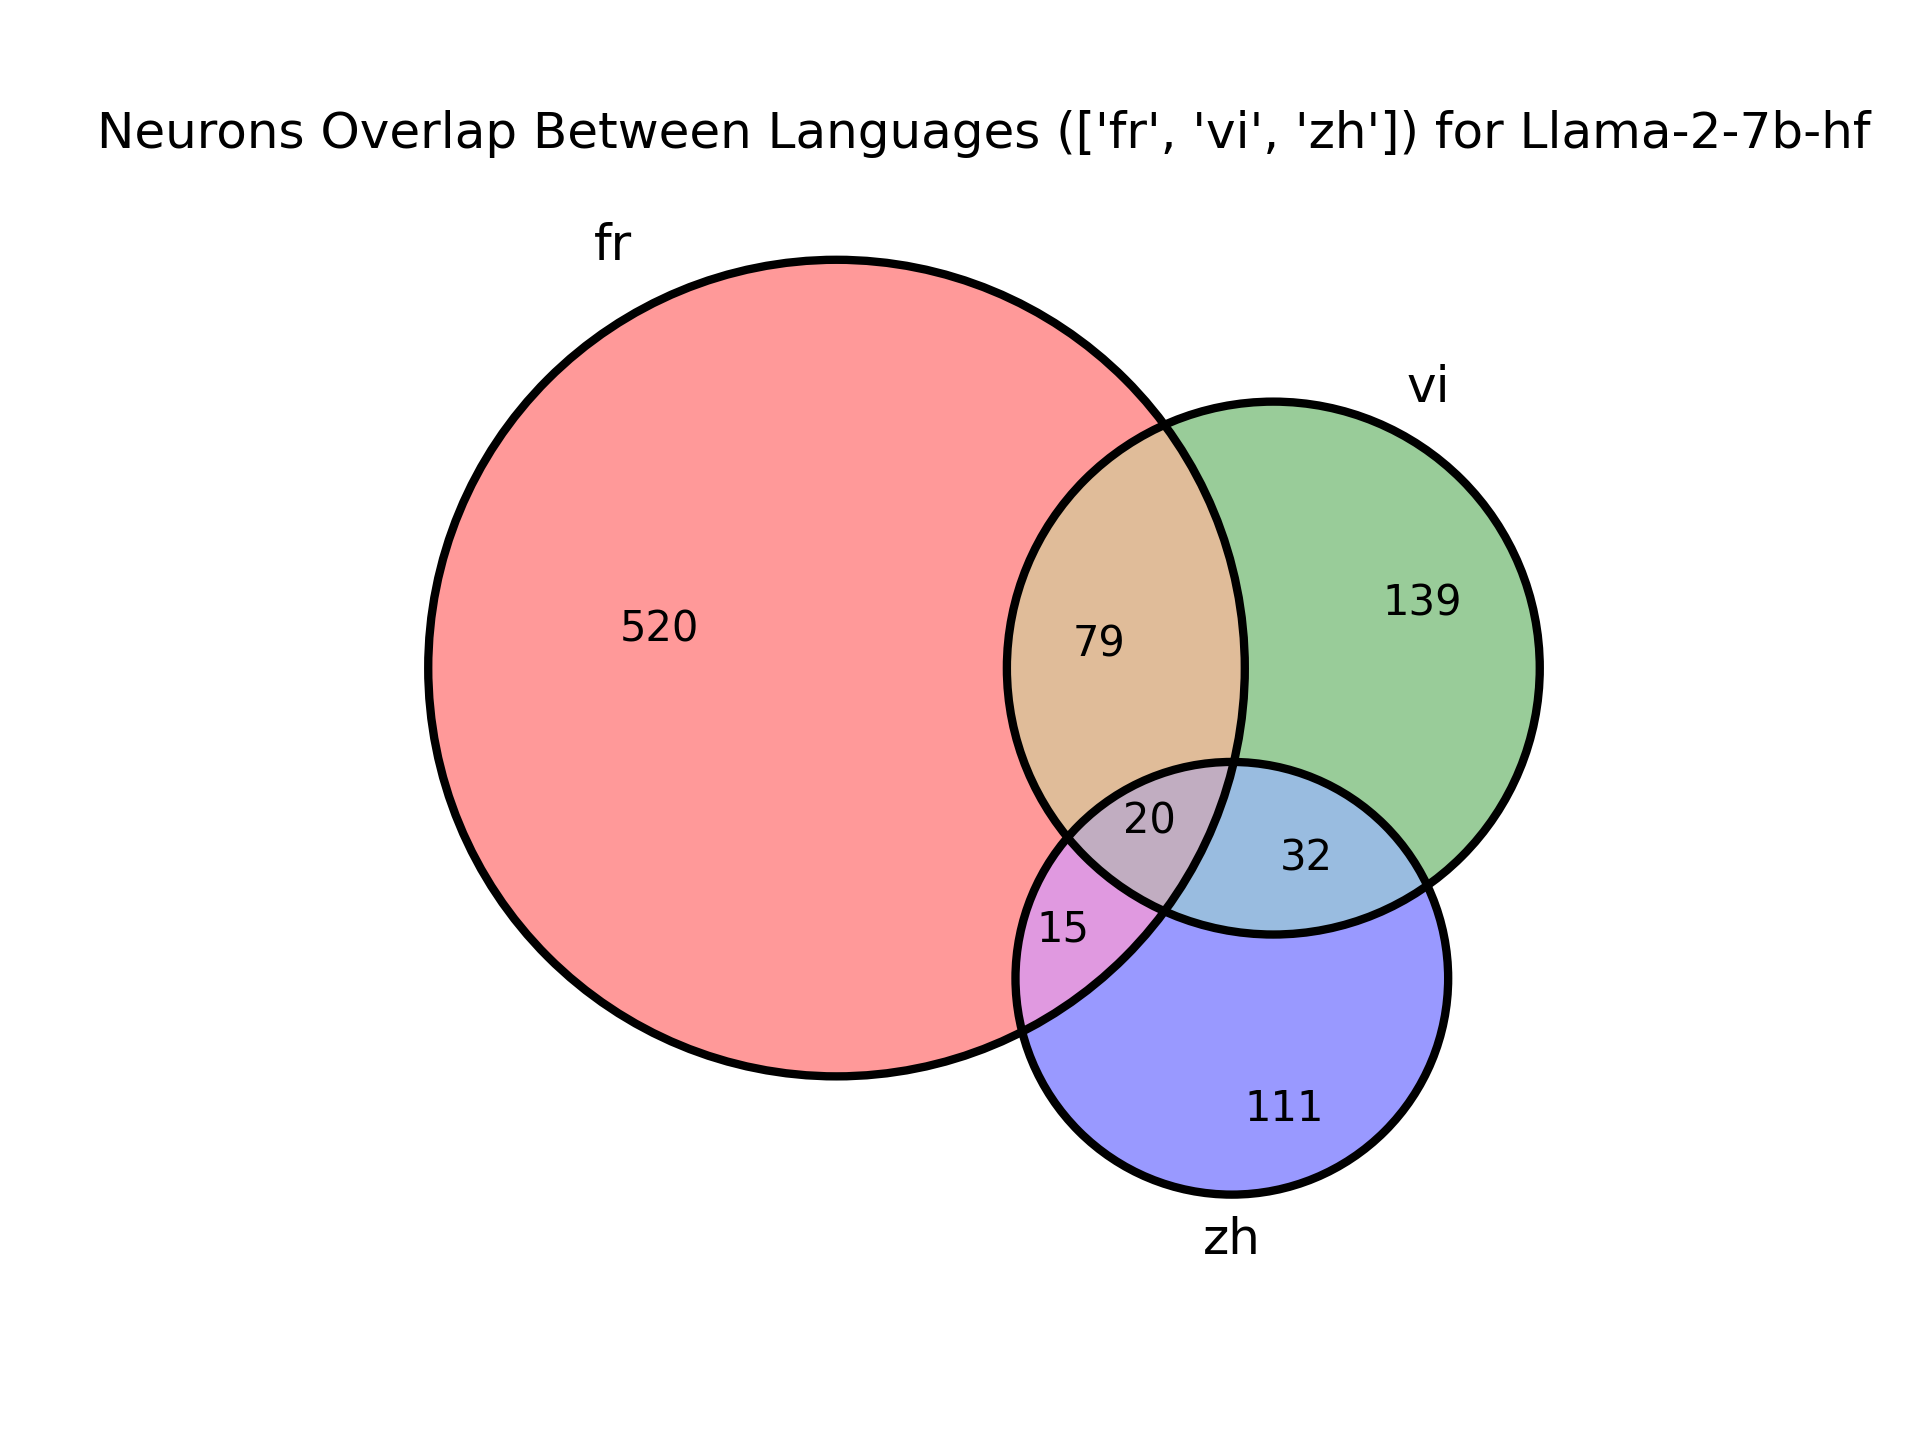 Neurons Overlap Between Languages (['fr', 'vi', 'zh']) for Llama-2-7b-hf
fr
vi
520
79
139
20
32
15
111
zh